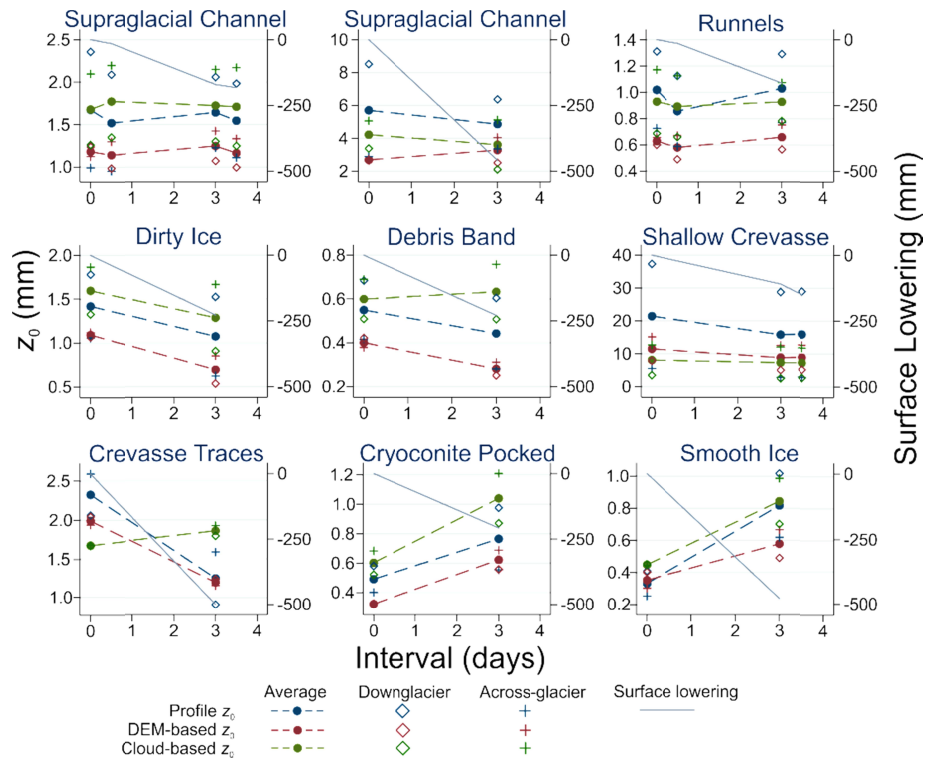 Supraglacial Channel Supraglacial Channel Runnels
2.5 0 10 0 1.4 0
2.0 8 1.2
-250 6 -250 1.0 -250
1.5 4 0.8
0.6
1.0 -500 2 -500 0.4 -500
0 1 2 3 4 0 1 2 3 4 0 1 2 3 4
Dirty Ice Debris Band Shallow Crevasse
2.0 0 0.8 0 40 0
1.5 0.6 30
-250 -250 20 -250
1.0 0.4 10
0.5 -500 0.2 -500 0 -500
0 1 2 3 4 0 1 2 3 4 0 1 2 3 4
z0 (mm)
Surface Lowering (mm)
Crevasse Traces Cryoconite Pocked Smooth Ice
2.5 0 1.2 0 1.0 0
1.0 0.8
2.0 -250 0.8 -250 0.6 -250
1.5 0.6 0.4
1.0 -500 0.4 -500 0.2 -500
0 1 2 3 4 0 1 2 3 4 0 1 2 3 4
Interval (days)
Average Downglacier Across-glacier Surface lowering
Profile z0
DEM-based z0
Cloud-based z0